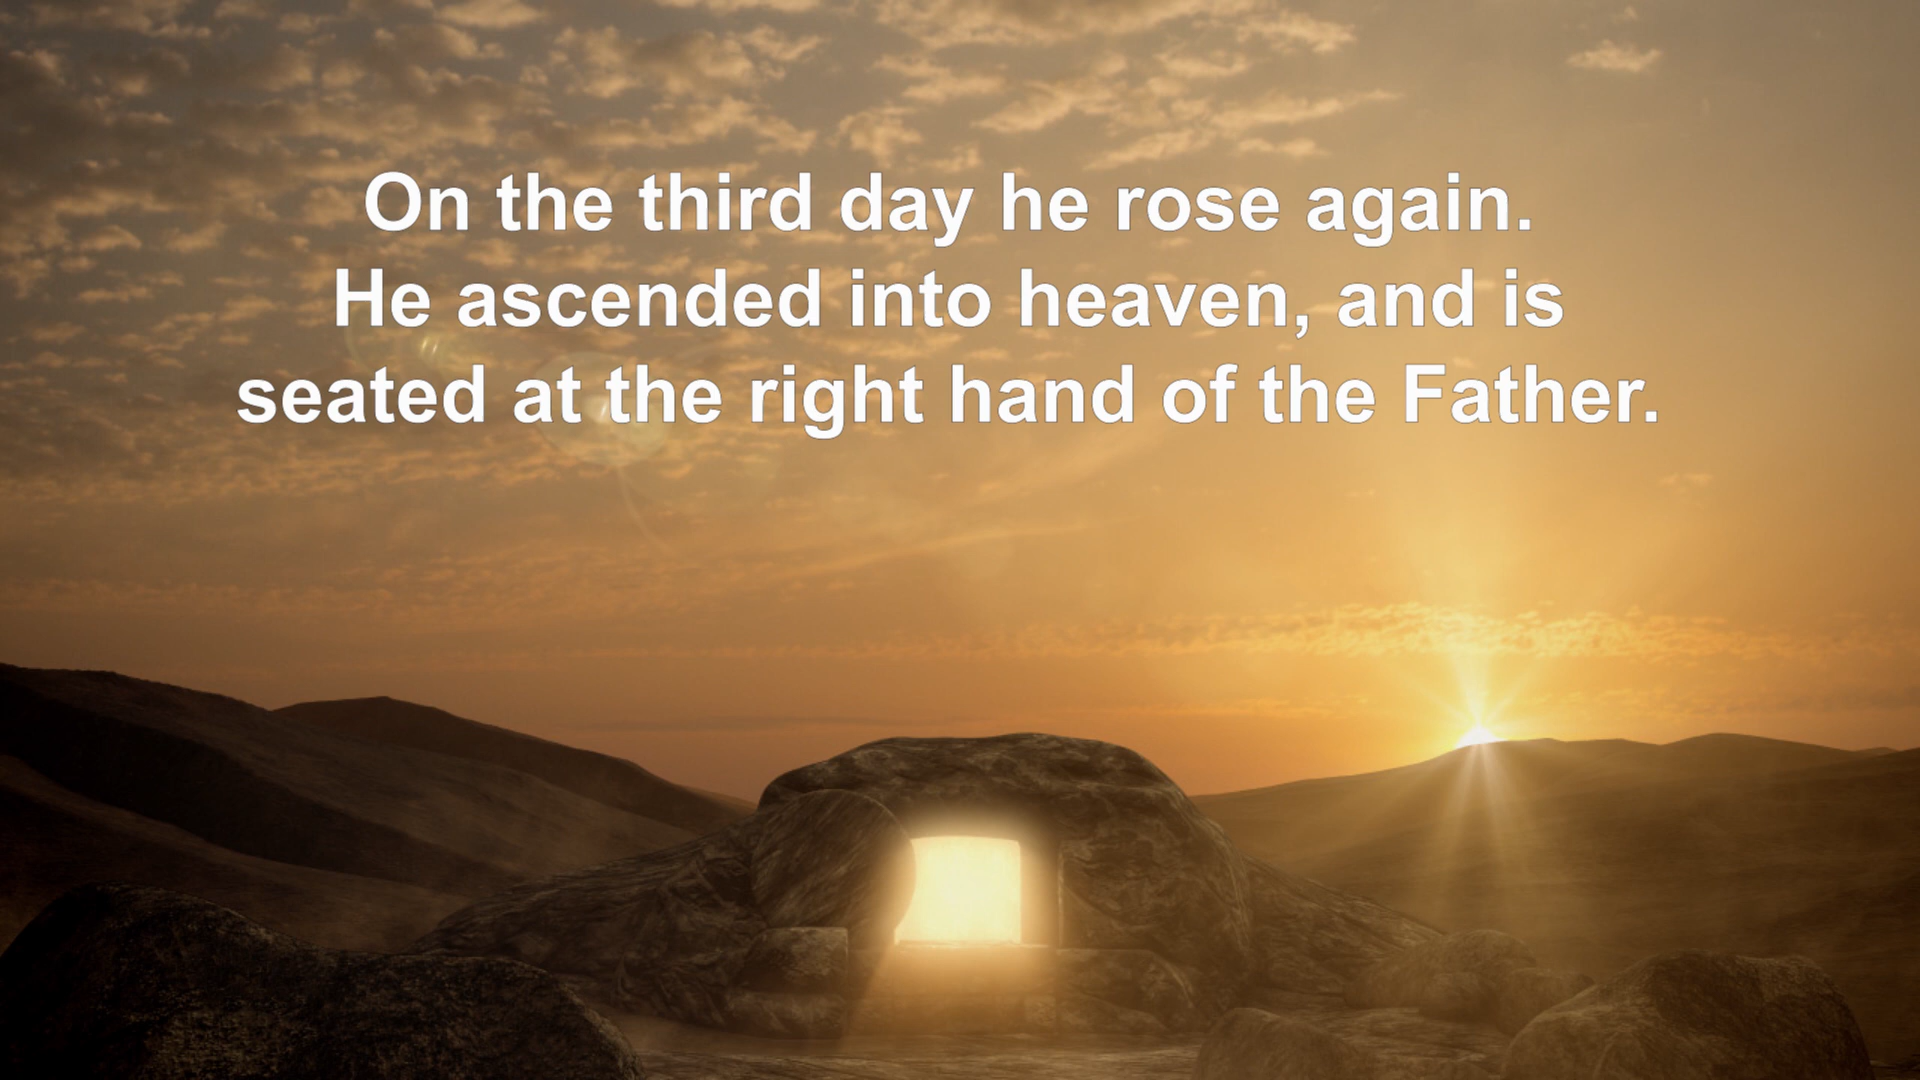 On the third day he rose again.
He ascended into heaven, and is
seated at the right hand of the Father.